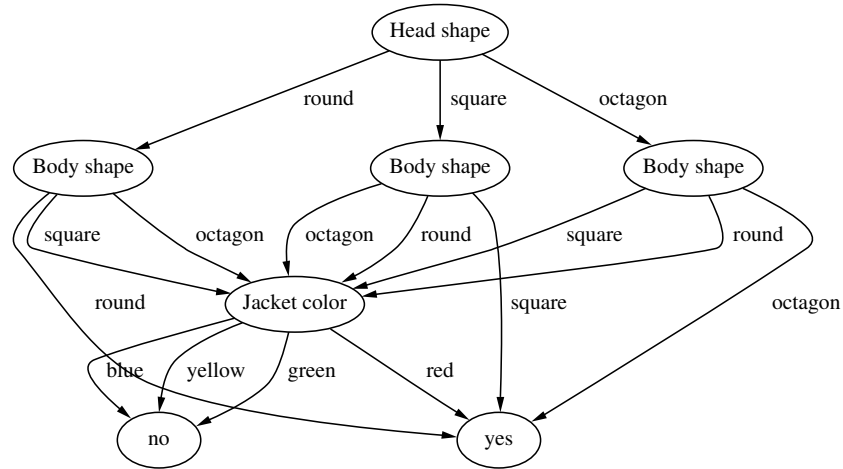 Head shape
round
square
octagon
Body shape
Body shape
Body shape
square
octagon
octagon
round
square
round
round
Jacket color
square
octagon
blue
yellow
green
red
no
yes